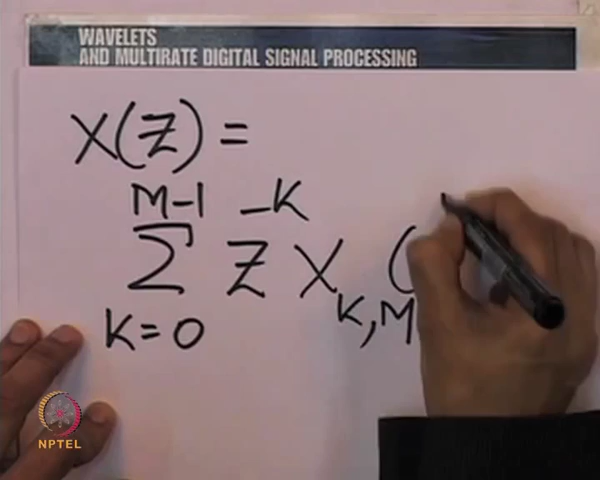 WAVELETS
AND MULTIRATE DIGITAL SIGNAL PROCESSING
X(Z) =
M-1 -K
Σ Z X (
K=0 K,M
NPTEL